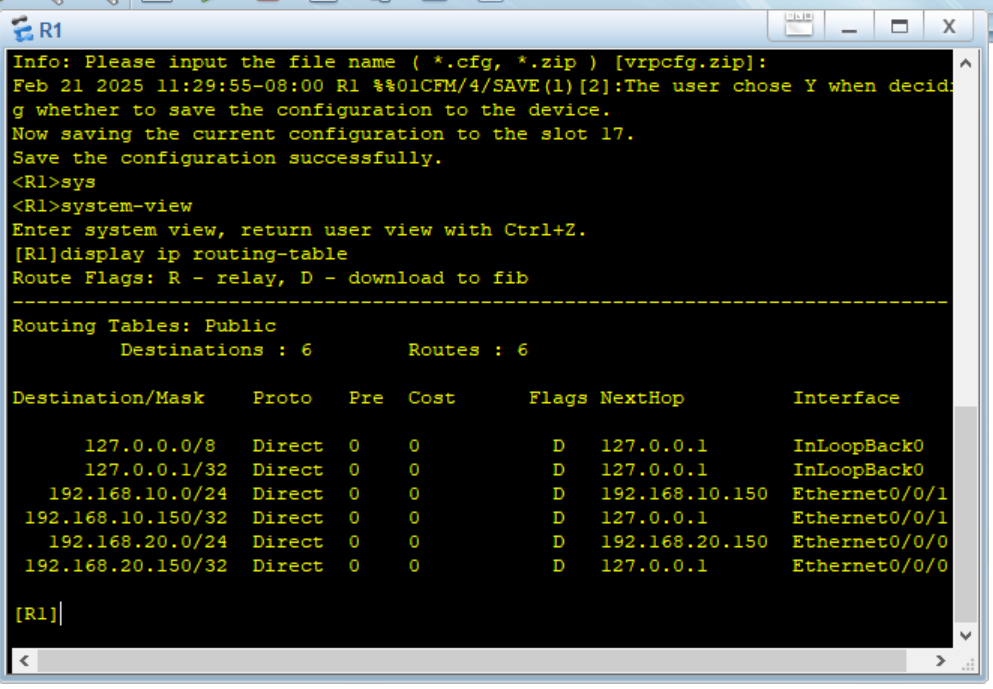 R1
Info: Please input the file name ( *.cfg, *.zip ) [vrpcfg.zip]:
Feb 21 2025 11:29:55-08:00 R1 %%01CFM/4/SAVE(l)[2]:The user chose Y when decidi
g whether to save the configuration to the device.
Now saving the current configuration to the slot 17.
Save the configuration successfully.
<R1>sys
<R1>system-view
Enter system view, return user view with Ctrl+Z.
[R1]display ip routing-table
Route Flags: R - relay, D - download to fib
------------------------------------------------------------------------------
Routing Tables: Public
Destinations : 6 Routes : 6
Destination/Mask Proto Pre Cost Flags NextHop Interface
127.0.0.0/8 Direct 0 0 D 127.0.0.1 InLoopBack0
127.0.0.1/32 Direct 0 0 D 127.0.0.1 InLoopBack0
192.168.10.0/24 Direct 0 0 D 192.168.10.150 Ethernet0/0/1
192.168.10.150/32 Direct 0 0 D 127.0.0.1 Ethernet0/0/1
192.168.20.0/24 Direct 0 0 D 192.168.20.150 Ethernet0/0/0
192.168.20.150/32 Direct 0 0 D 127.0.0.1 Ethernet0/0/0
[R1]